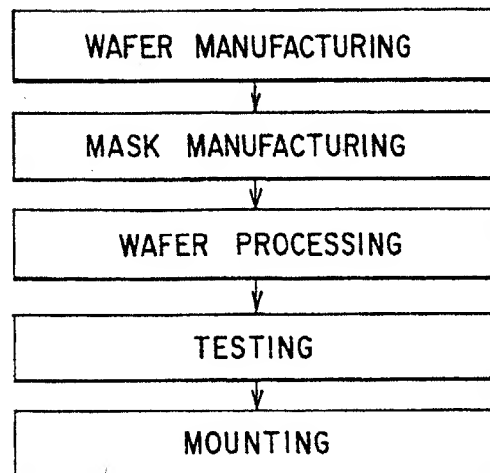 WAFER MANUFACTURING
MASK MANUFACTURING
WAFER PROCESSING
TESTING
MOUNTING